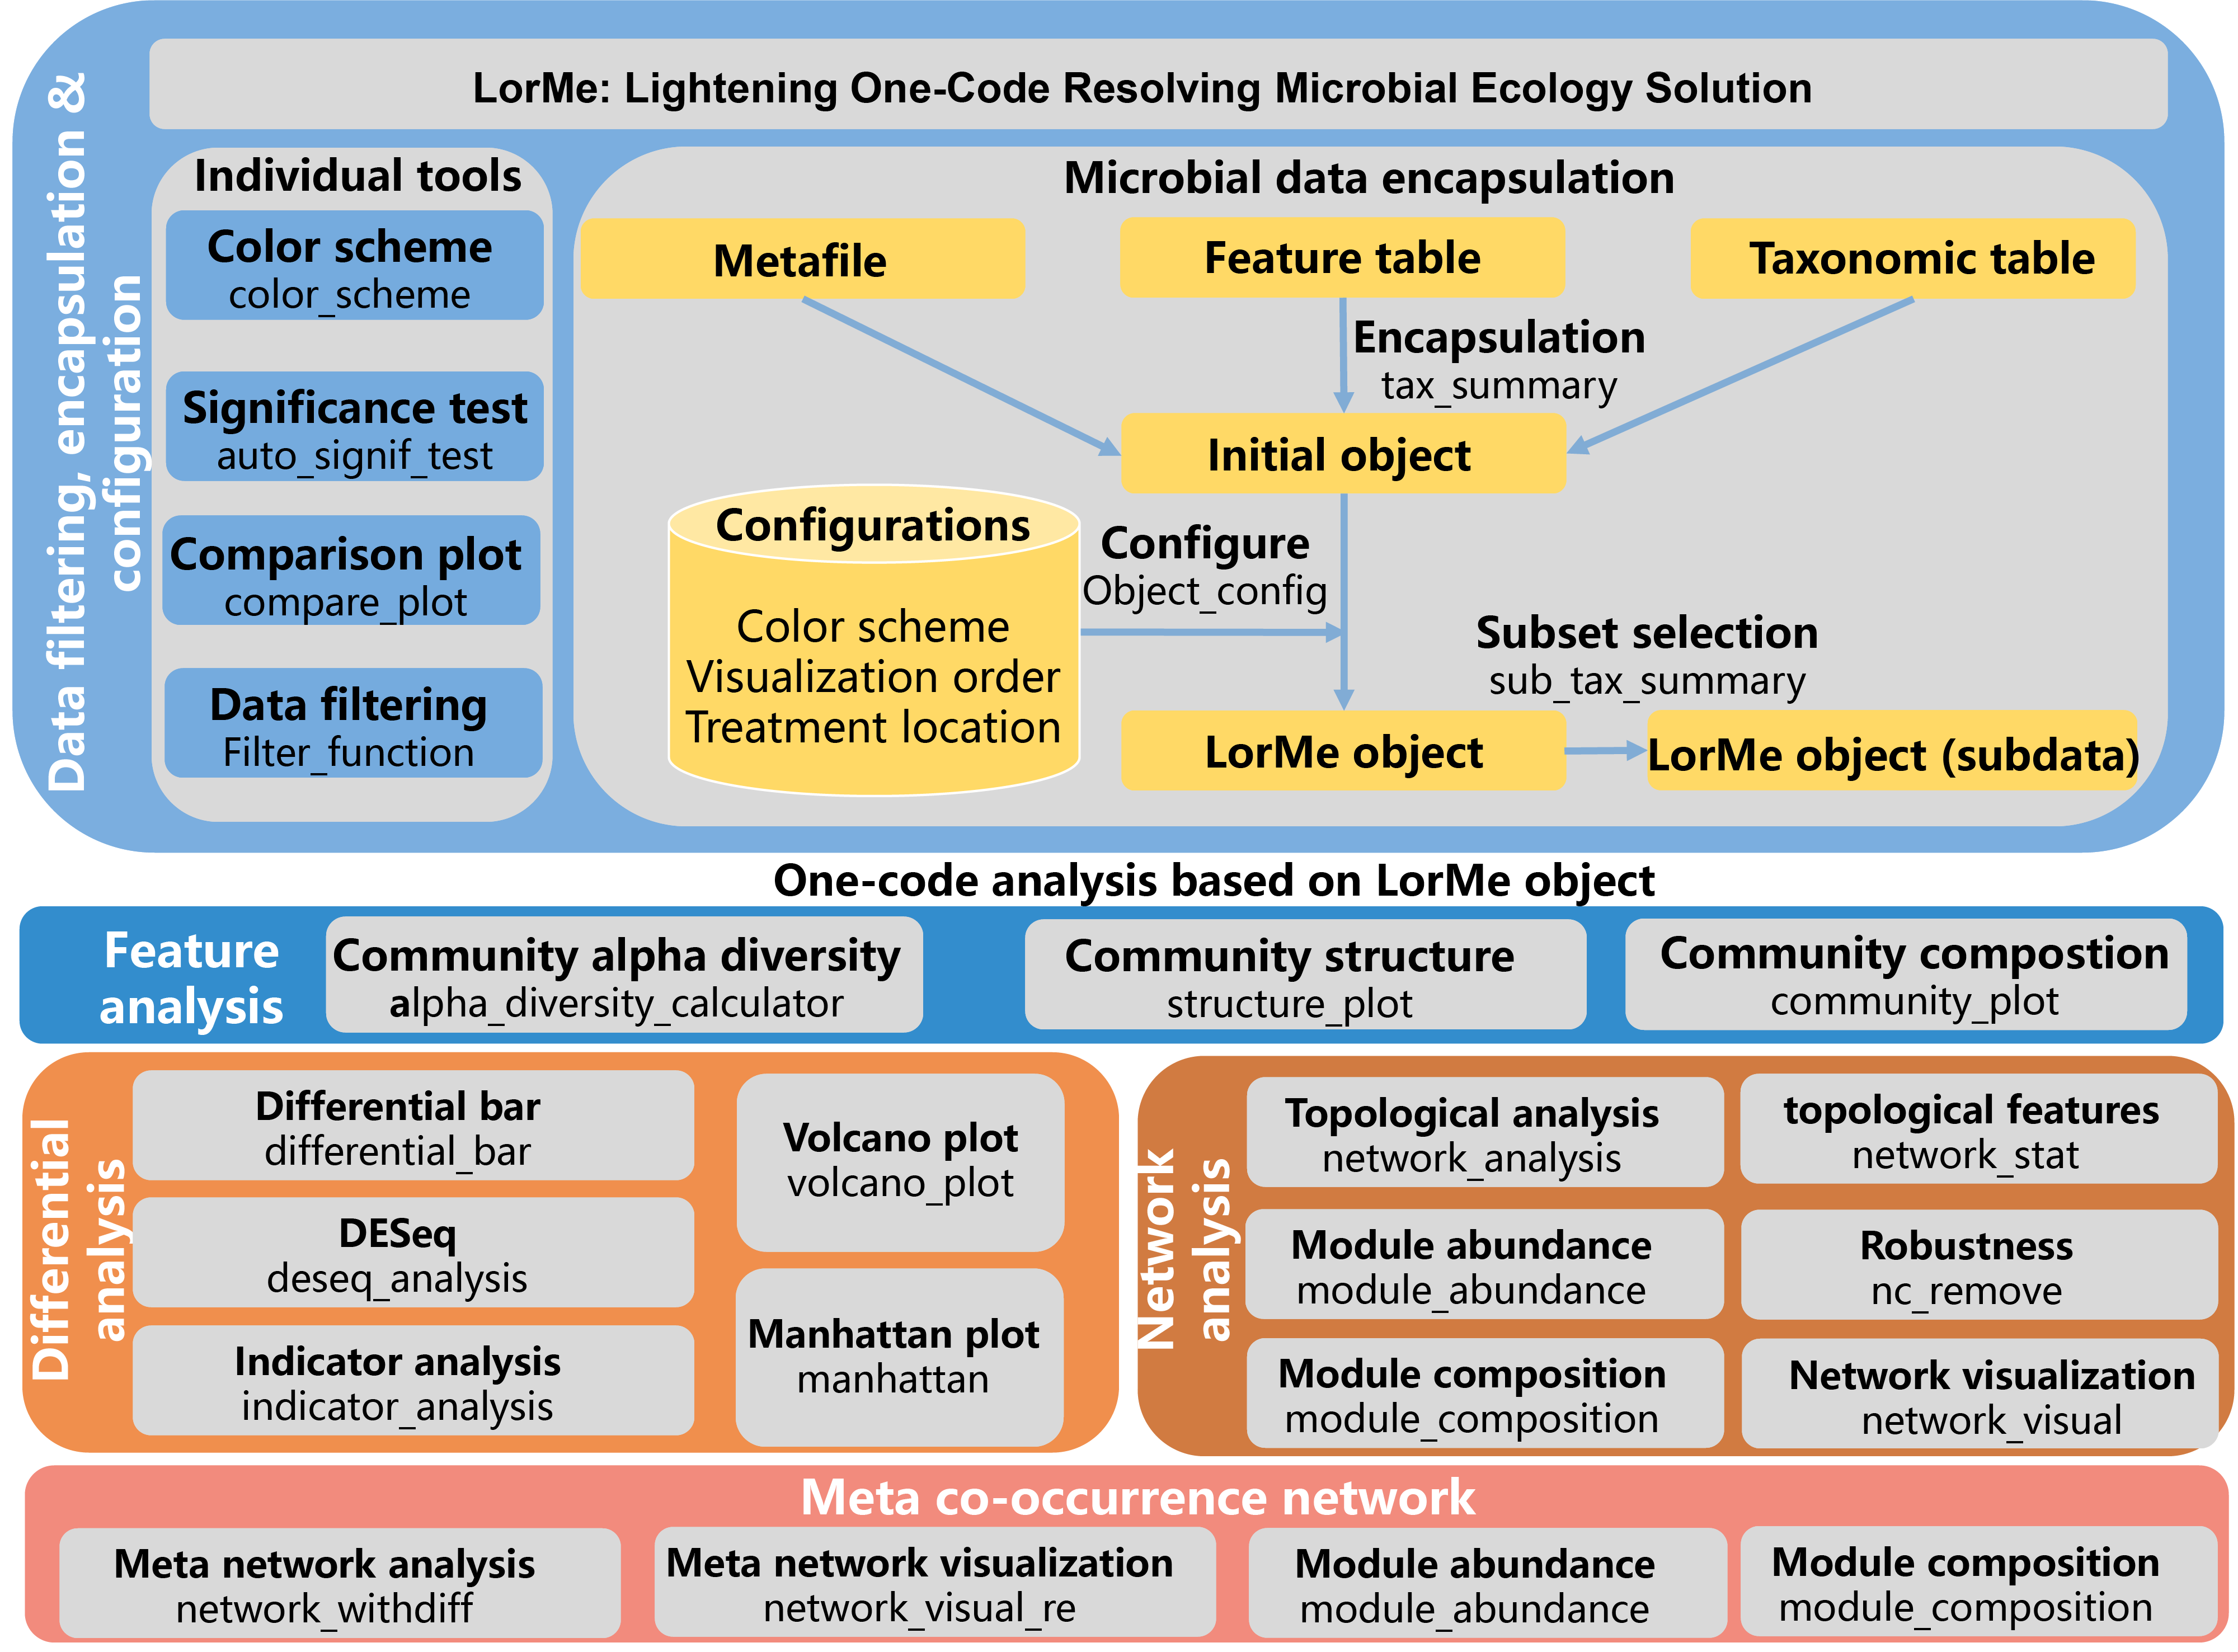 LorMe: Lightening One-Code Resolving Microbial Ecology Solution
Data filtering, encapsulation &
configuration
Individual tools
Color scheme
color_scheme
Significance test
auto_signif_test
Comparison plot
compare_plot
Data filtering
Filter_function
Microbial data encapsulation
Metafile
Feature table
Taxonomic table
Encapsulation
tax_summary
Initial object
Configurations
Color scheme
Visualization order
Treatment location
Configure
Object_config
Subset selection
sub_tax_summary
LorMe object
LorMe object (subdata)
One-code analysis based on LorMe object
Feature
analysis
Community alpha diversity
alpha_diversity_calculator
Community structure
structure_plot
Community compostion
community_plot
Differential
analysis
Differential bar
differential_bar
DESeq
deseq_analysis
Indicator analysis
indicator_analysis
Volcano plot
volcano_plot
Manhattan plot
manhattan
Network
analysis
Topological analysis
network_analysis
topological features
network_stat
Module abundance
module_abundance
Robustness
nc_remove
Module composition
module_composition
Network visualization
network_visual
Meta co-occurrence network
Meta network analysis
network_withdiff
Meta network visualization
network_visual_re
Module abundance
module_abundance
Module composition
module_composition